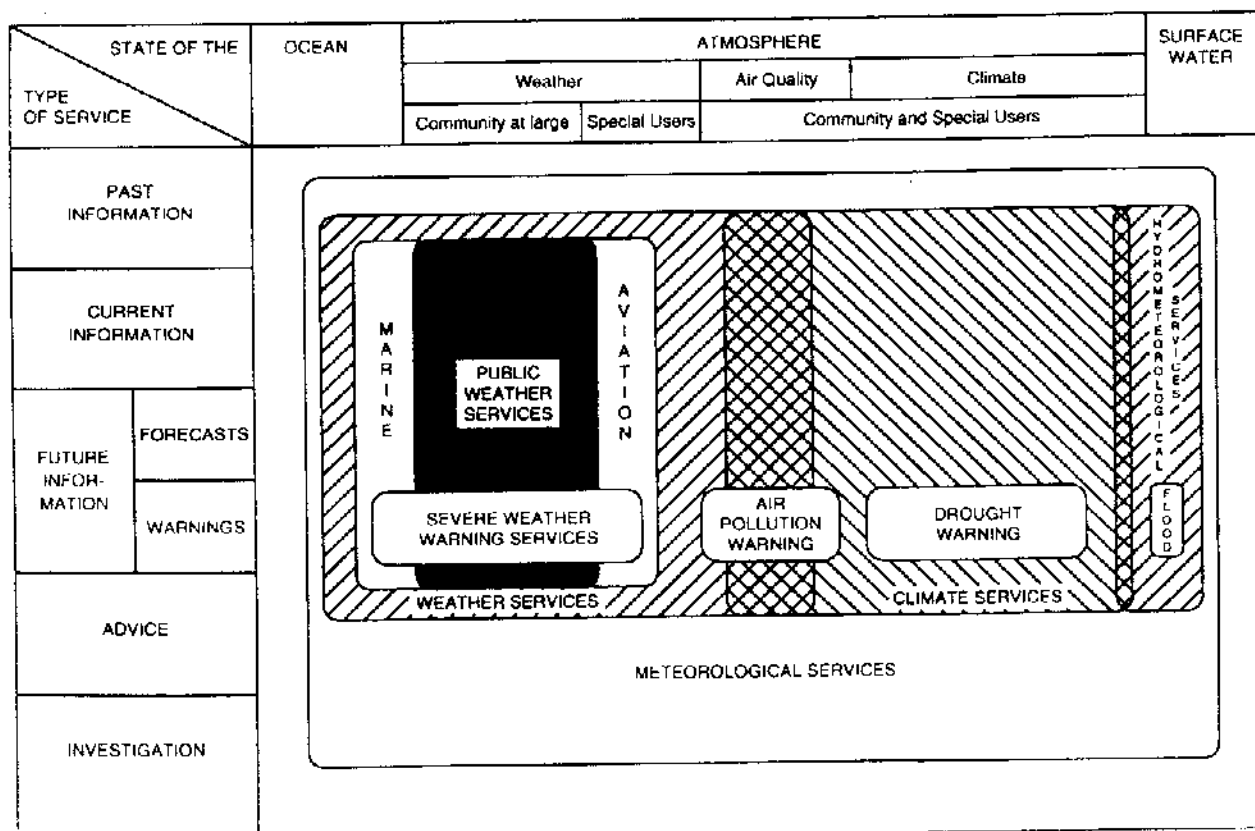 STATE OF THE
TYPE
OF SERVICE
OCEAN
ATMOSPHERE
SURFACE
WATER
Weather
Air Quality
Climate
Community at large
Special Users
Community and Special Users
PAST
INFORMATION
CURRENT
INFORMATION
FUTURE
INFOR-
MATION
FORECASTS
WARNINGS
ADVICE
INVESTIGATION
MARINE
PUBLIC
WEATHER
SERVICES
AVIATION
SEVERE WEATHER
WARNING SERVICES
WEATHER SERVICES
AIR
POLLUTION
WARNING
DROUGHT
WARNING
CLIMATE SERVICES
HYDROMETEOROLOGICAL
SERVICES
FLOOD
METEOROLOGICAL SERVICES